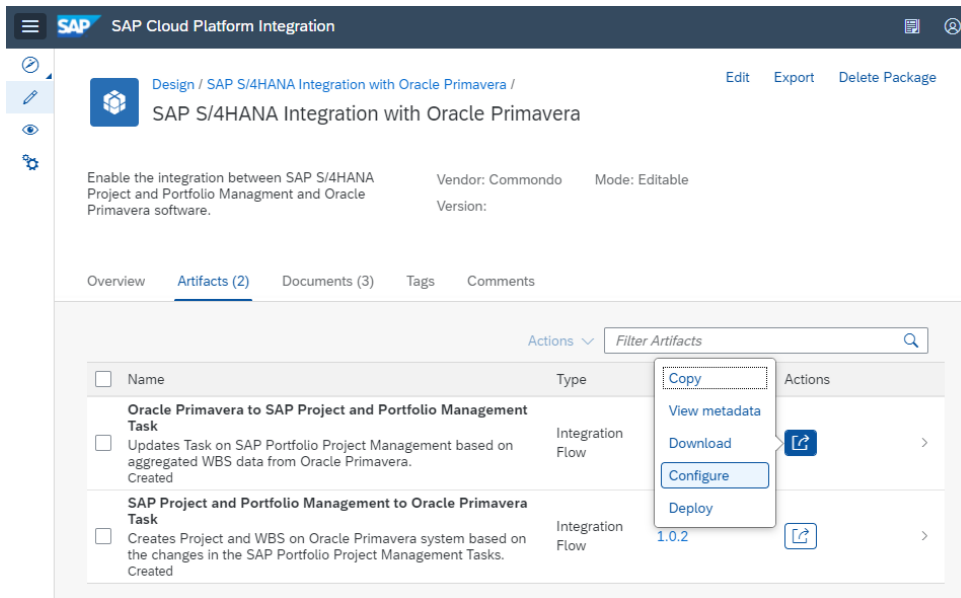 SAP SAP Cloud Platform Integration
Design / SAP S/4HANA Integration with Oracle Primavera /
Edit Export Delete Package
SAP S/4HANA Integration with Oracle Primavera
Enable the integration between SAP S/4HANA
Project and Portfolio Managment and Oracle
Primavera software.
Vendor: Commondo Mode: Editable
Version:
Overview Artifacts (2) Documents (3) Tags Comments
Actions Filter Artifacts
Name Type Actions
Copy
View metadata
Download
Configure
Deploy
Oracle Primavera to SAP Project and Portfolio Management
Task
Updates Task on SAP Portfolio Project Management based on
aggregated WBS data from Oracle Primavera.
Created
Integration
Flow
SAP Project and Portfolio Management to Oracle Primavera
Task
Creates Project and WBS on Oracle Primavera system based on
the changes in the SAP Portfolio Project Management Tasks.
Created
Integration
Flow
1.0.2